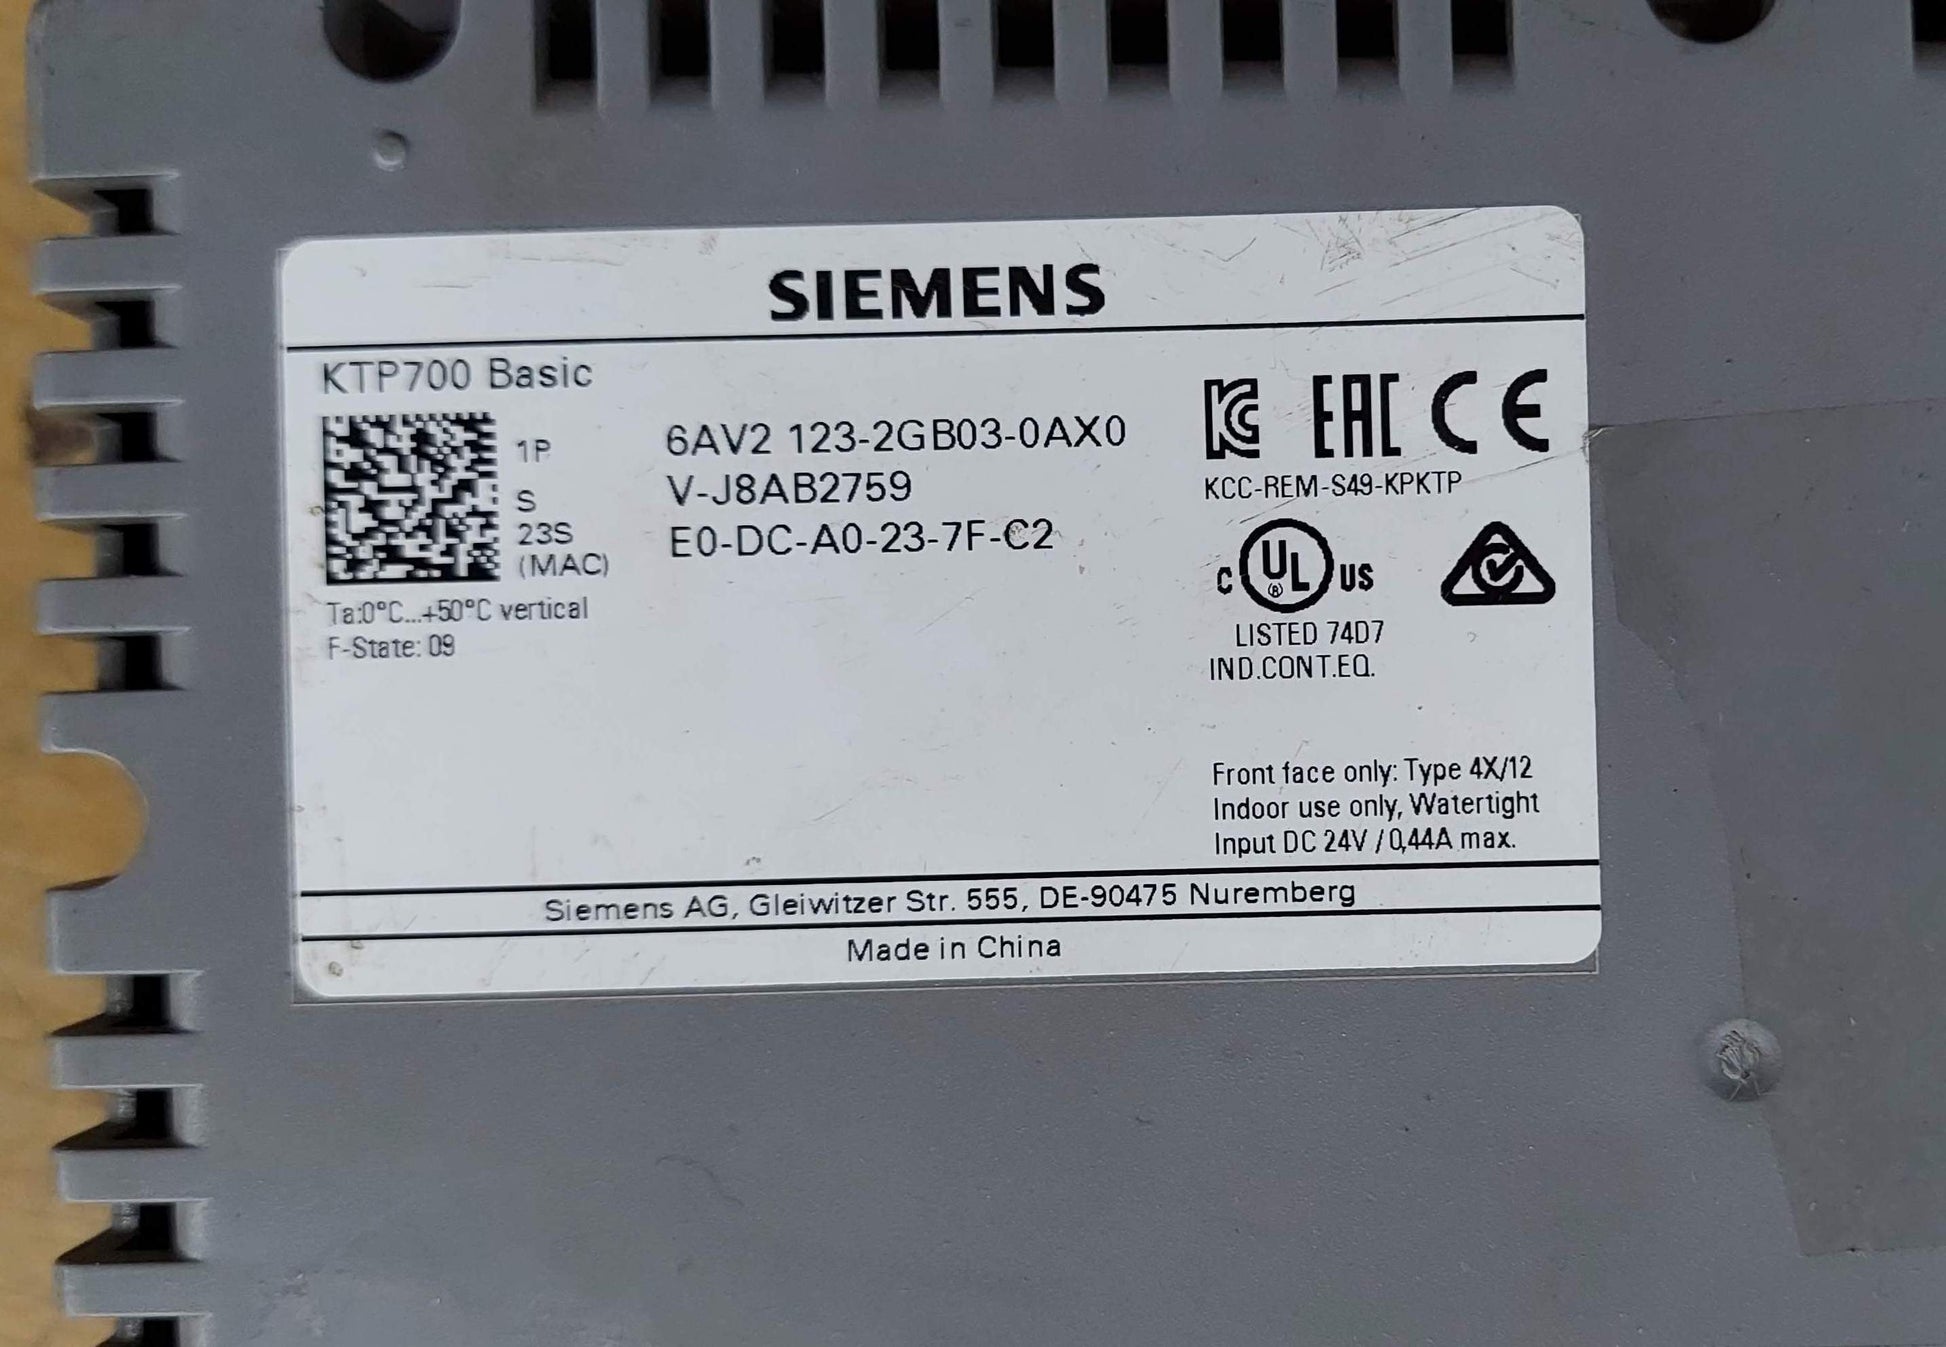 SIEMENS
KTP700 Basic
1P 6AV2 123-2GB03-0AX0
S V-J8AB2759
23S E0-DC-A0-23-7F-C2
(MAC)
Ta:0°C...+50°C vertical
F-State: 09
EAC CE
KCC-REM-S49-KPKTP
C UL® US
LISTED 74D7
IND.CONT.EQ.
Front face only: Type 4X/12
Indoor use only, Watertight
Input DC 24V / 0,44A max.
Siemens AG, Gleiwitzer Str. 555, DE-90475 Nuremberg
Made in China